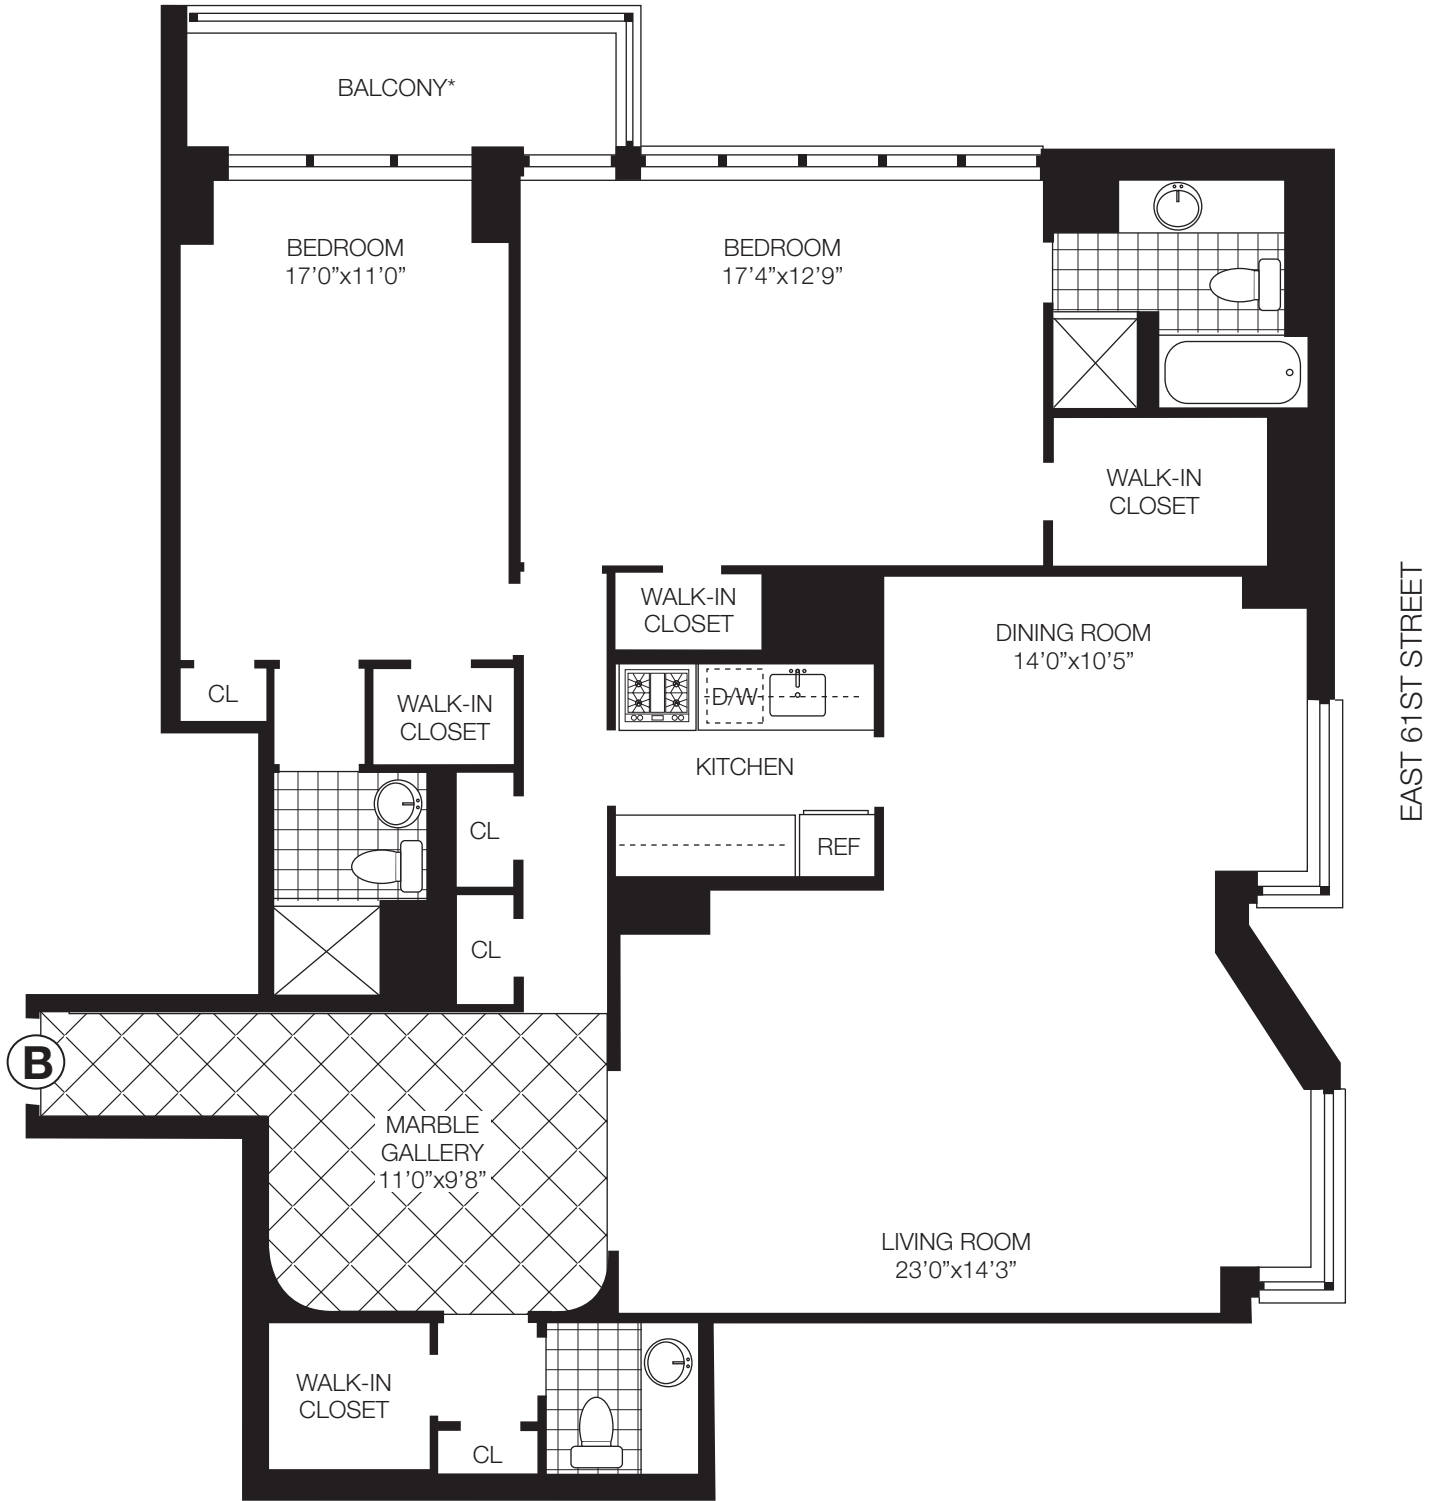 BALCONY*
BEDROOM
17’0”x11’0”
BEDROOM
17’4”x12’9”
WALK-IN
CLOSET
WALK-IN
CLOSET
DINING ROOM
14’0”x10’5”
EAST 61ST STREET
CL
WALK-IN
CLOSET
D/W
KITCHEN
CL
REF
CL
B
MARBLE
GALLERY
11’0”x9’8”
LIVING ROOM
23’0”x14’3”
WALK-IN
CLOSET
CL